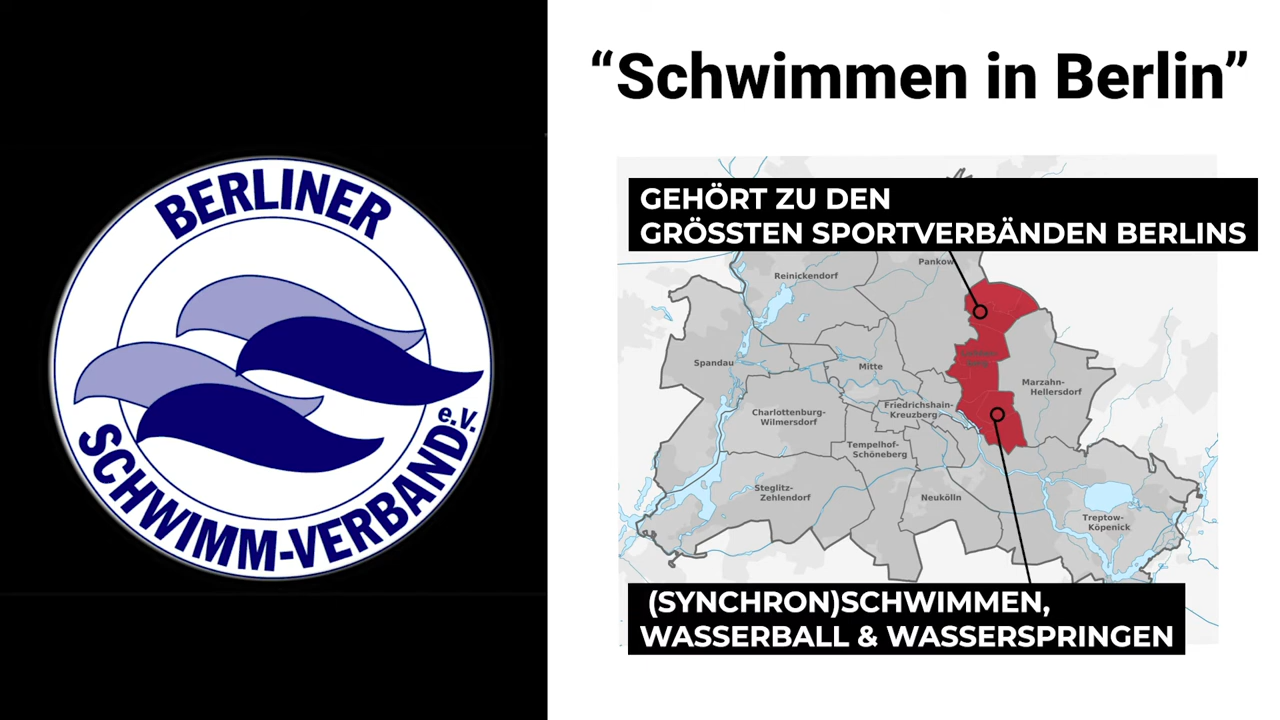 BERLINER
SCHWIMM-VERBAND e.V.
“Schwimmen in Berlin”
GEHÖRT ZU DEN
GRÖSSTEN SPORTVERBÄNDEN BERLINS
Pankow
Reinickendorf
Spandau
Mitte
Marzahn-
Hellersdorf
Charlottenburg-
Wilmersdorf
Friedrichshain-
Kreuzberg
Tempelhof-
Schöneberg
Steglitz-
Zehlendorf
Neukölln
Treptow-
Köpenick
(SYNCHRON)SCHWIMMEN,
WASSERBALL & WASSERSPRINGEN